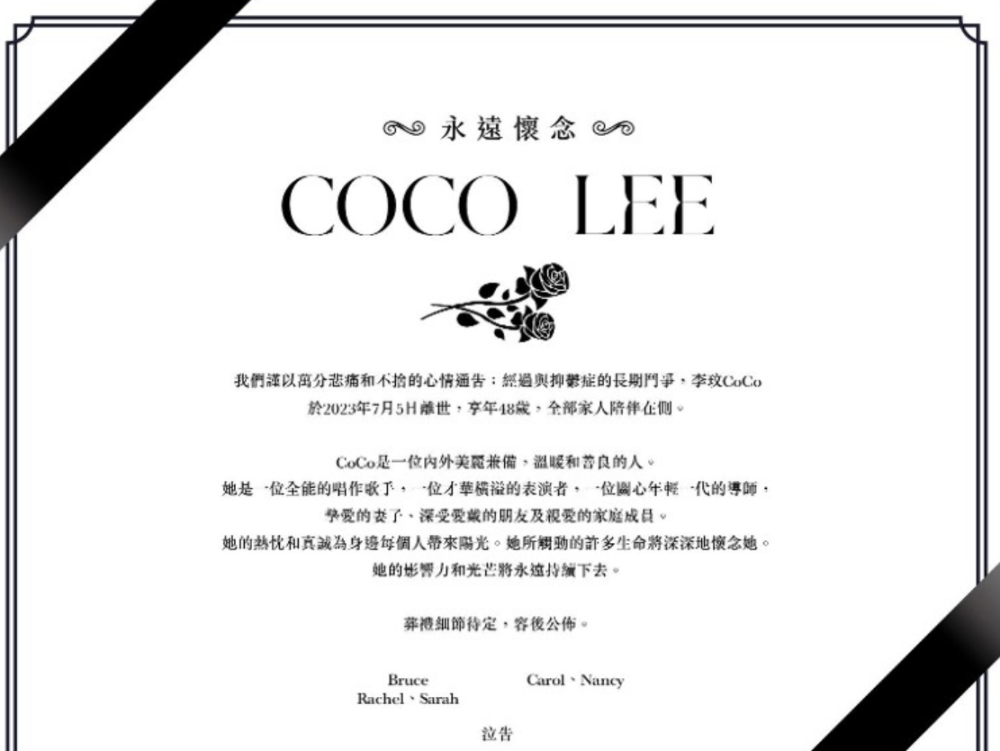 永遠懷念
COCO LEE
我們謹以萬分悲痛和不捨的心情通告：經過與抑鬱症的長期鬥爭，李玟CoCo
於2023年7月5日離世，享年48歲，全部家人陪伴在側。
CoCo是一位內外美麗兼備，溫暖和善良的人。
她是一位全能的唱作歌手，一位才華橫溢的表演者，一位關心年輕一代的導師，
摯愛的妻子、深受愛戴的朋友及親愛的家庭成員。
她的熱忱和真誠為身邊每個人帶來陽光。她所觸動的許多生命將深深地懷念她。
她的影響力和光芒將永遠持續下去。
葬禮細節待定，容後公佈。
Bruce Carol、Nancy
Rachel、Sarah
泣告